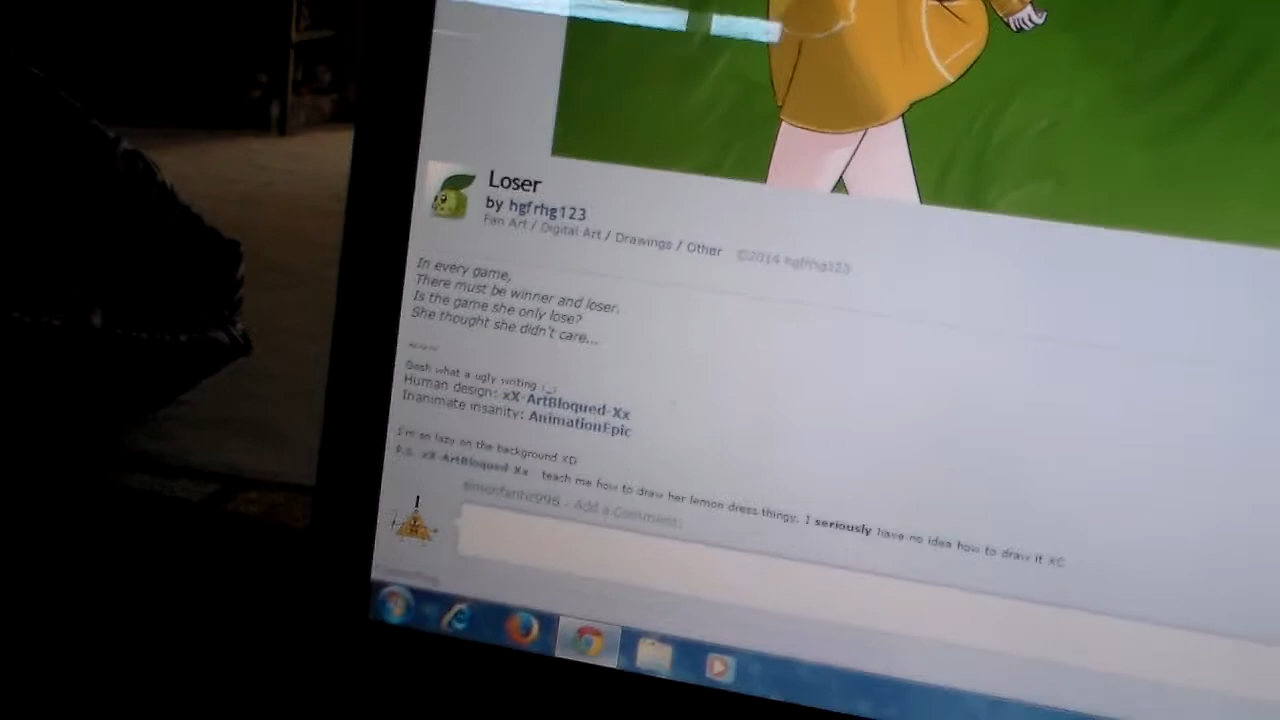 Loser
by hgfrhg123
Fan Art / Digital Art / Drawings / Other ©2014 hgfrhg123
In every game,
There must be winner and loser.
Is the game she only lose?
She thought she didn't care...
Gash what a ugly writing ;_;
Human design: xX-ArtBloqued-Xx
Inanimate insanity: AnimationEpic
I'm so lazy on the background XD
P.S. xX-ArtBloqued-Xx teach me how to draw her lemon dress thingy. I seriously have no idea how to draw it XC
- Add a Comment: